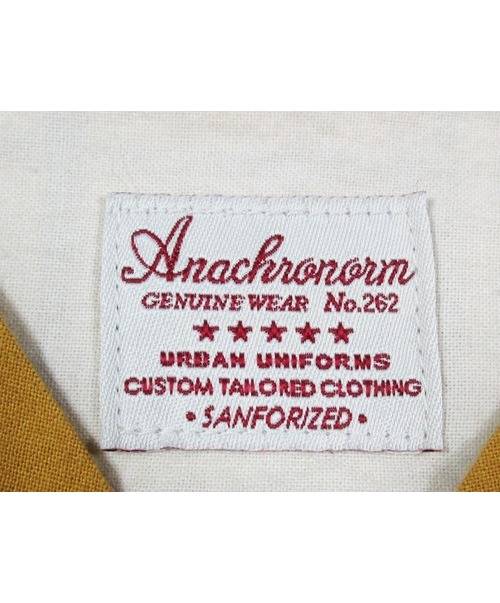 Anachronorm
GENUINE WEAR No.262
★★★★★
URBAN UNIFORMS
CUSTOM TAILORED CLOTHING
• SANFORIZED •